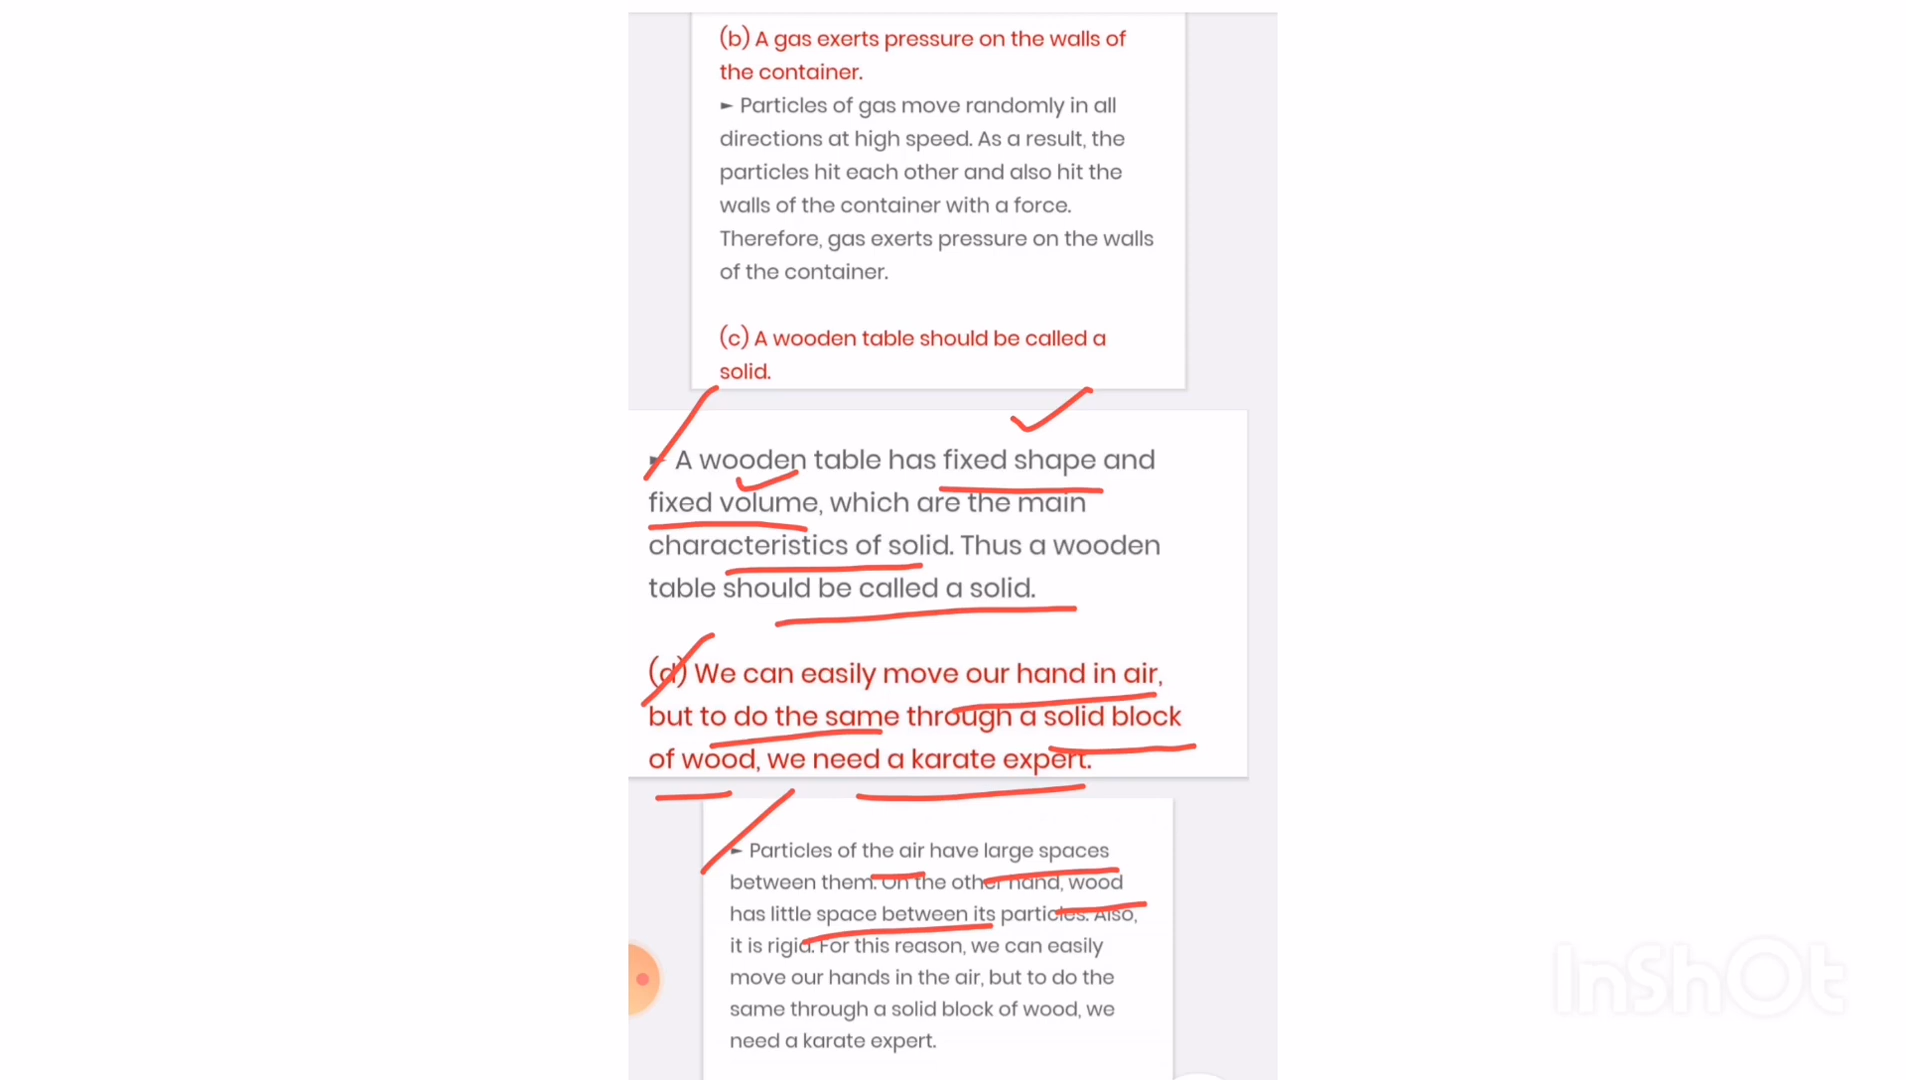 (b) A gas exerts pressure on the walls of
the container.
► Particles of gas move randomly in all
directions at high speed. As a result, the
particles hit each other and also hit the
walls of the container with a force.
Therefore, gas exerts pressure on the walls
of the container.
(c) A wooden table should be called a
solid.
► A wooden table has fixed shape and
fixed volume, which are the main
characteristics of solid. Thus a wooden
table should be called a solid.
(d) We can easily move our hand in air,
but to do the same through a solid block
of wood, we need a karate expert.
► Particles of the air have large spaces
between them. On the other hand, wood
has little space between its particles. Also,
it is rigid. For this reason, we can easily
move our hands in the air, but to do the
same through a solid block of wood, we
need a karate expert.
InShOt